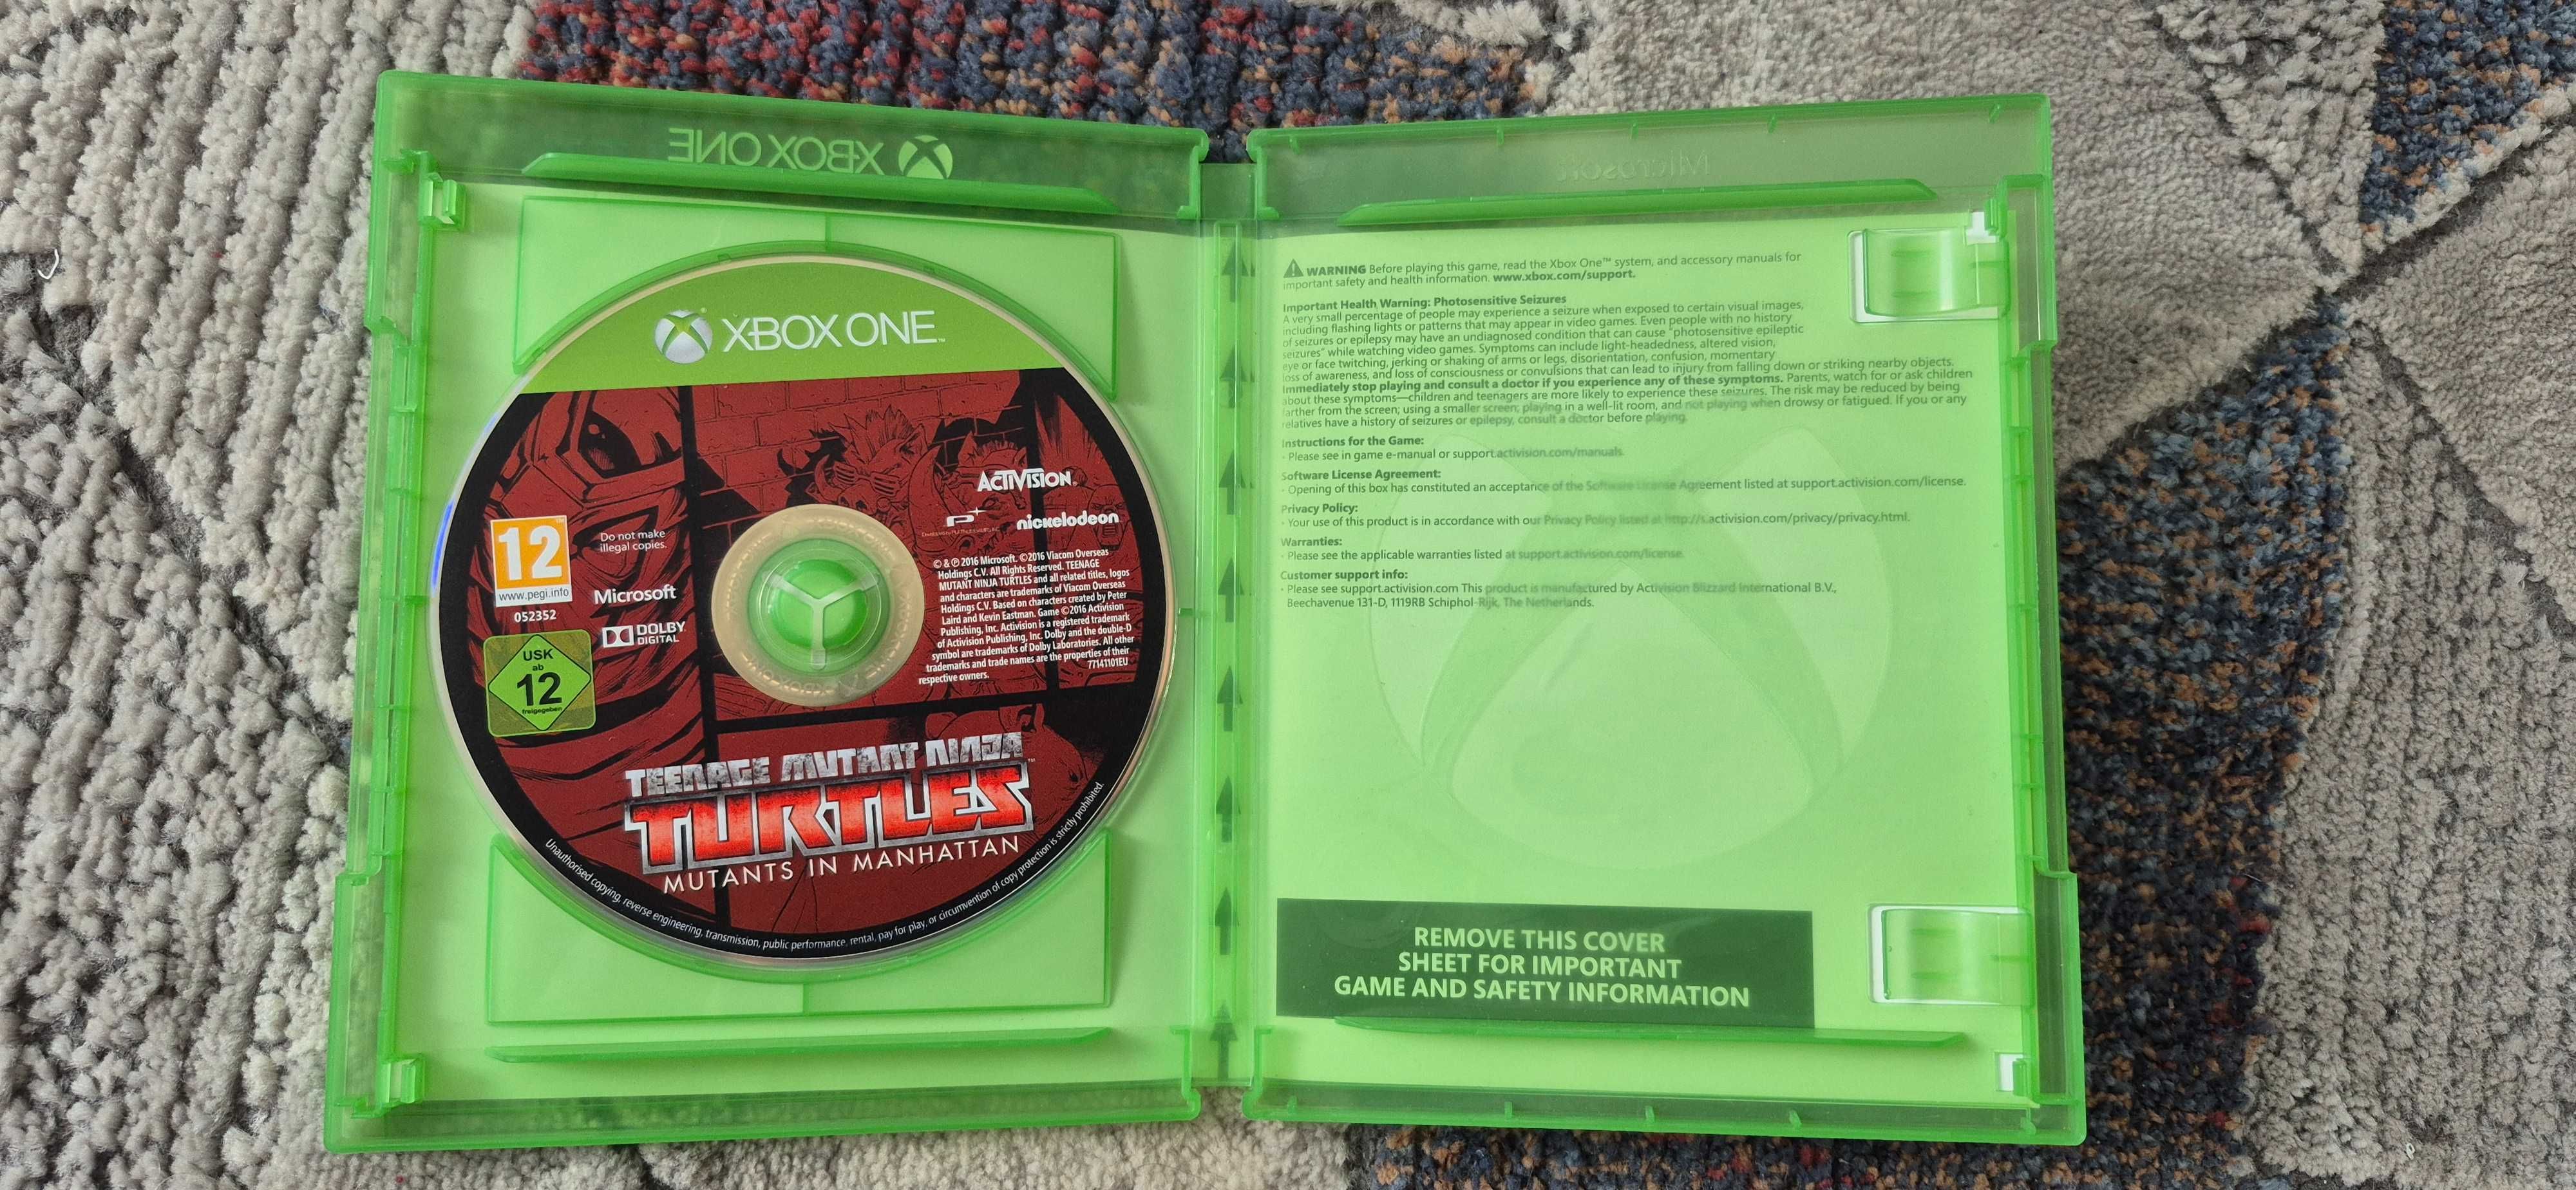 XBOX ONE
Microsoft
XBOX ONE
ACTIVISION
nickelodeon
12
www.pegi.info
052352
Do not make
illegal copies.
Microsoft
DOLBY
DIGITAL
USK
ab
12
freigegeben
© & ℗ 2016 Microsoft. ©2016 Viacom Overseas
Holdings C.V. All Rights Reserved. TEENAGE
MUTANT NINJA TURTLES and all related titles, logos
and characters are trademarks of Viacom Overseas
Holdings C.V. Based on characters created by Peter
Laird and Kevin Eastman. Game ©2016 Activision
Publishing, Inc. Activision is a registered trademark
of Activision Publishing, Inc. Dolby and the double-D
symbol are trademarks of Dolby Laboratories. All other
trademarks and trade names are the properties of their
respective owners.
77141101EU
TEENAGE MUTANT NINJA
TURTLES™
MUTANTS IN MANHATTAN
Unauthorised copying, reverse engineering, transmission, public performance, rental, pay for play, or circumvention of copy protection is strictly prohibited.
WARNING Before playing this game, read the Xbox One™ system, and accessory manuals for
important safety and health information. www.xbox.com/support.
Important Health Warning: Photosensitive Seizures
A very small percentage of people may experience a seizure when exposed to certain visual images,
including flashing lights or patterns that may appear in video games. Even people with no history
of seizures or epilepsy may have an undiagnosed condition that can cause "photosensitive epileptic
seizures" while watching video games. Symptoms can include light-headedness, altered vision,
eye or face twitching, jerking or shaking of arms or legs, disorientation, confusion, momentary
loss of awareness, and loss of consciousness or convulsions that can lead to injury from falling down or striking nearby objects.
Immediately stop playing and consult a doctor if you experience any of these symptoms. Parents, watch for or ask children
about these symptoms—children and teenagers are more likely to experience these seizures. The risk may be reduced by being
farther from the screen; using a smaller screen; playing in a well-lit room, and not playing when drowsy or fatigued. If you or any
relatives have a history of seizures or epilepsy, consult a doctor before playing.
Instructions for the Game:
- Please see in game e-manual or support.activision.com/manuals.
Software License Agreement:
- Opening of this box has constituted an acceptance of the Software License Agreement listed at support.activision.com/license.
Privacy Policy:
- Your use of this product is in accordance with our Privacy Policy listed at http://s.activision.com/privacy/privacy.html.
Warranties:
- Please see the applicable warranties listed at support.activision.com/license.
Customer support info:
- Please see support.activision.com This product is manufactured by Activision Blizzard International B.V.,
Beechavenue 131-D, 1119RB Schiphol-Rijk, The Netherlands.
REMOVE THIS COVER
SHEET FOR IMPORTANT
GAME AND SAFETY INFORMATION